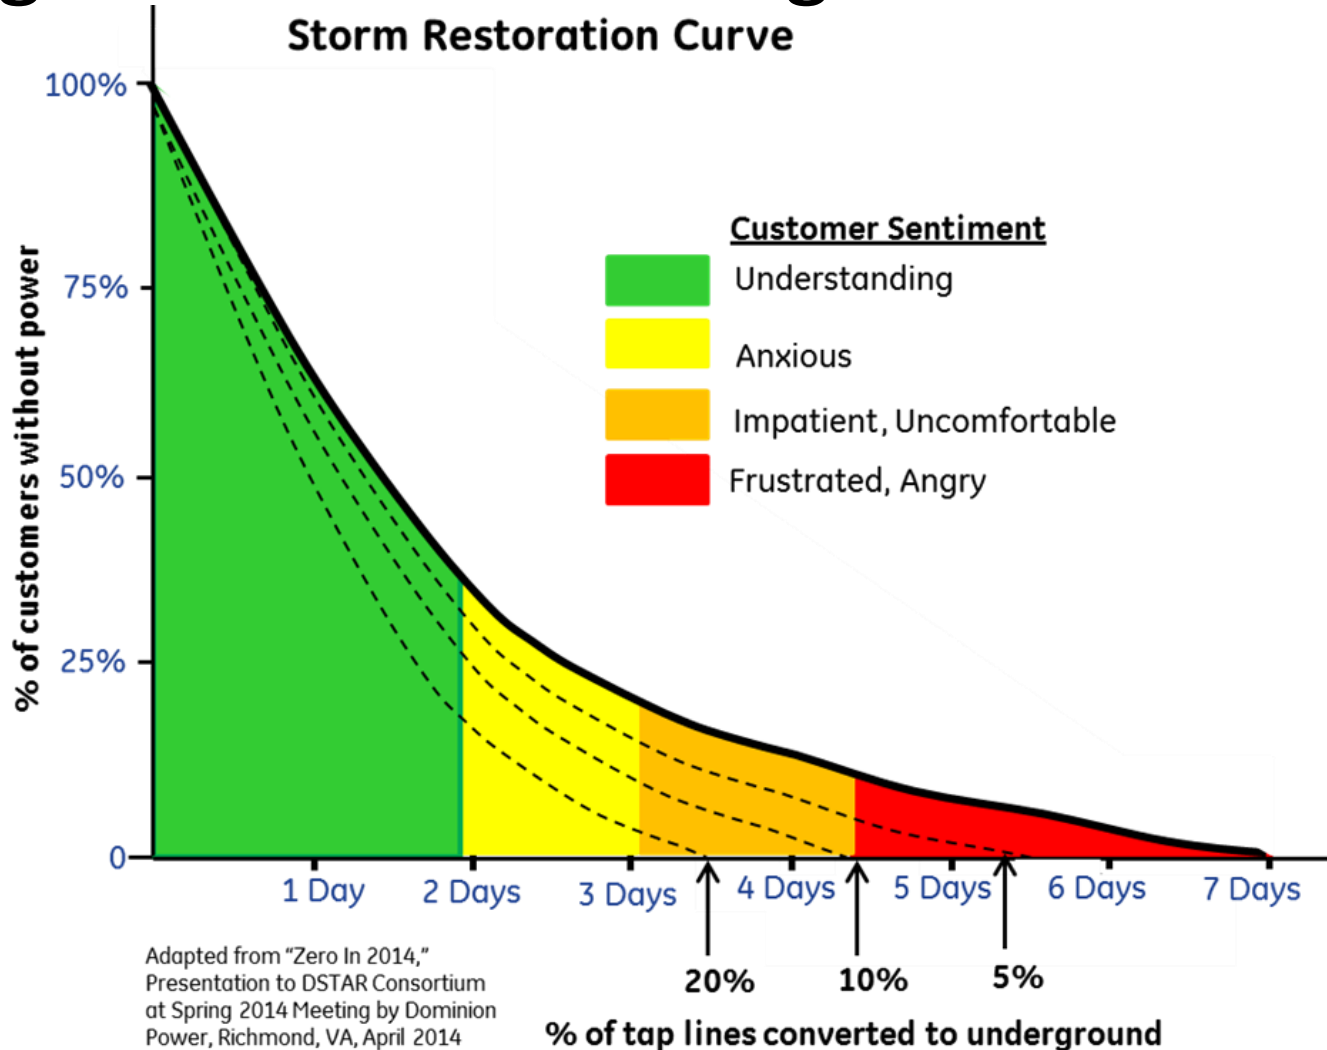 Storm Restoration Curve
% of customers without power
100%
75%
50%
25%
0
Customer Sentiment
Understanding
Anxious
Impatient, Uncomfortable
Frustrated, Angry
1 Day
2 Days
3 Days
4 Days
5 Days
6 Days
7 Days
20%
10%
5%
% of tap lines converted to underground
Adapted from “Zero In 2014,”
Presentation to DSTAR Consortium
at Spring 2014 Meeting by Dominion
Power, Richmond, VA, April 2014